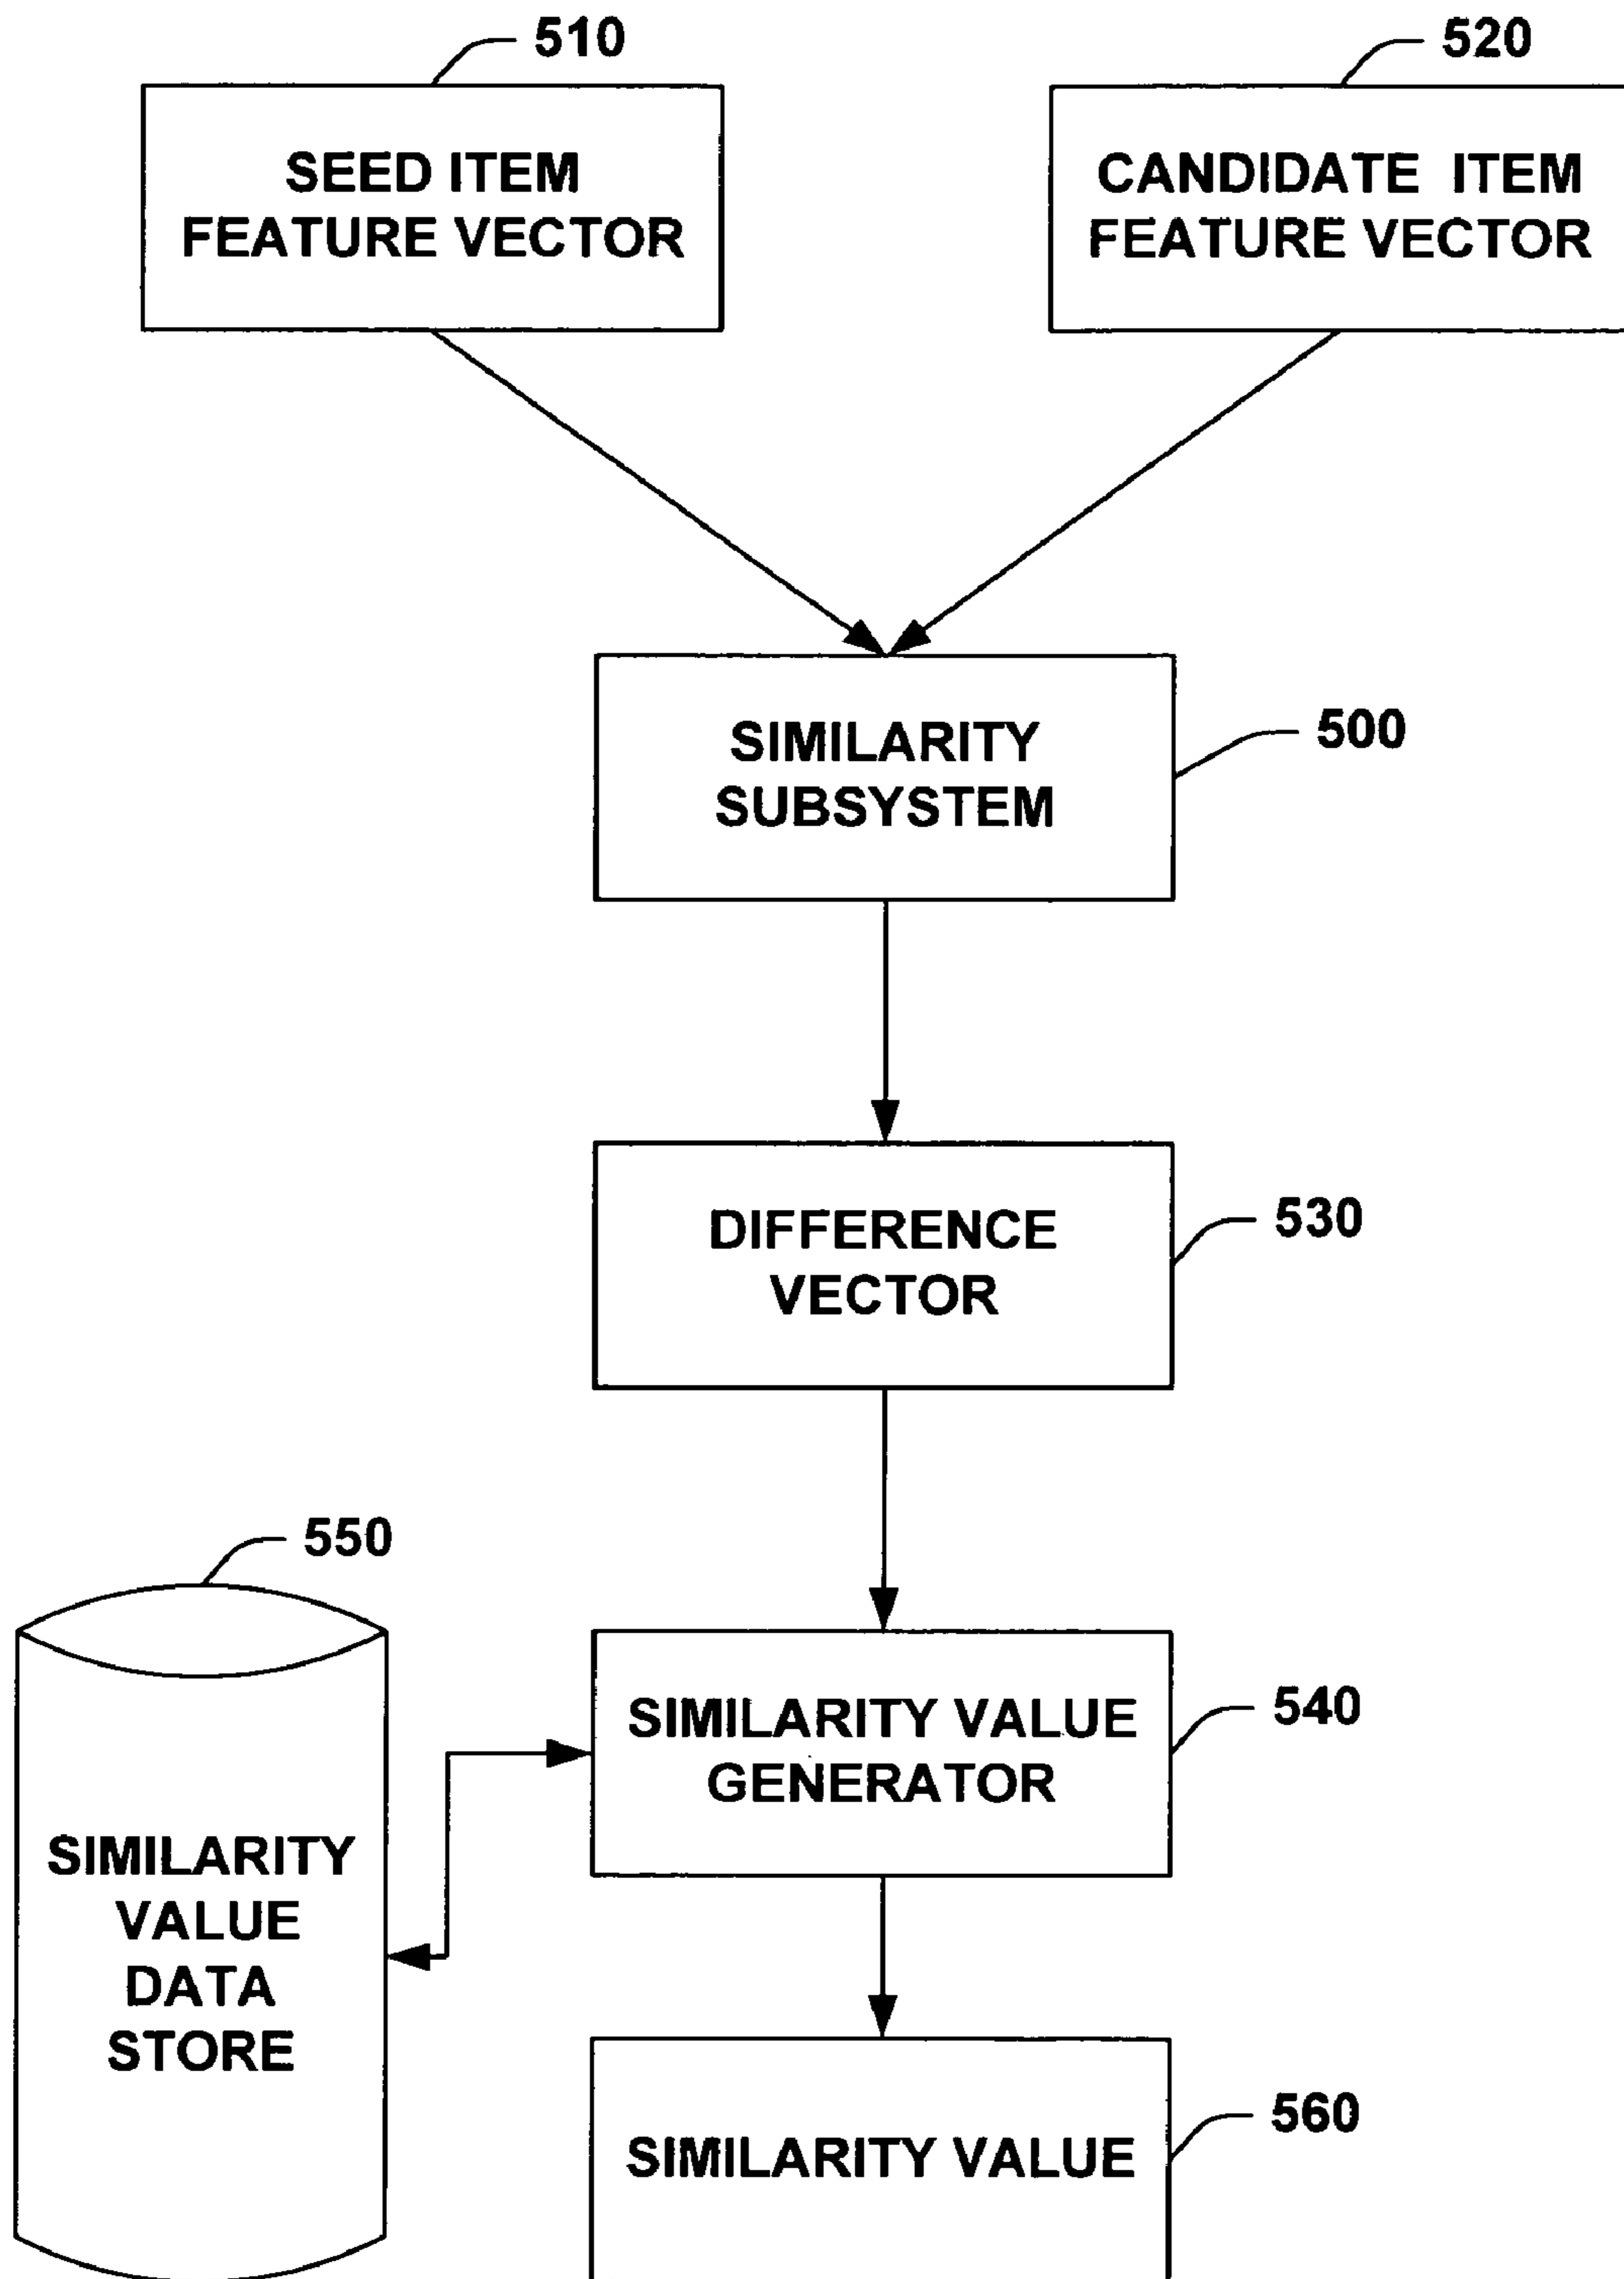 510
520
SEED ITEM
FEATURE VECTOR
CANDIDATE ITEM
FEATURE VECTOR
SIMILARITY
SUBSYSTEM
500
DIFFERENCE
VECTOR
530
550
SIMILARITY VALUE
GENERATOR
540
SIMILARITY
VALUE
DATA
STORE
SIMILARITY VALUE
560